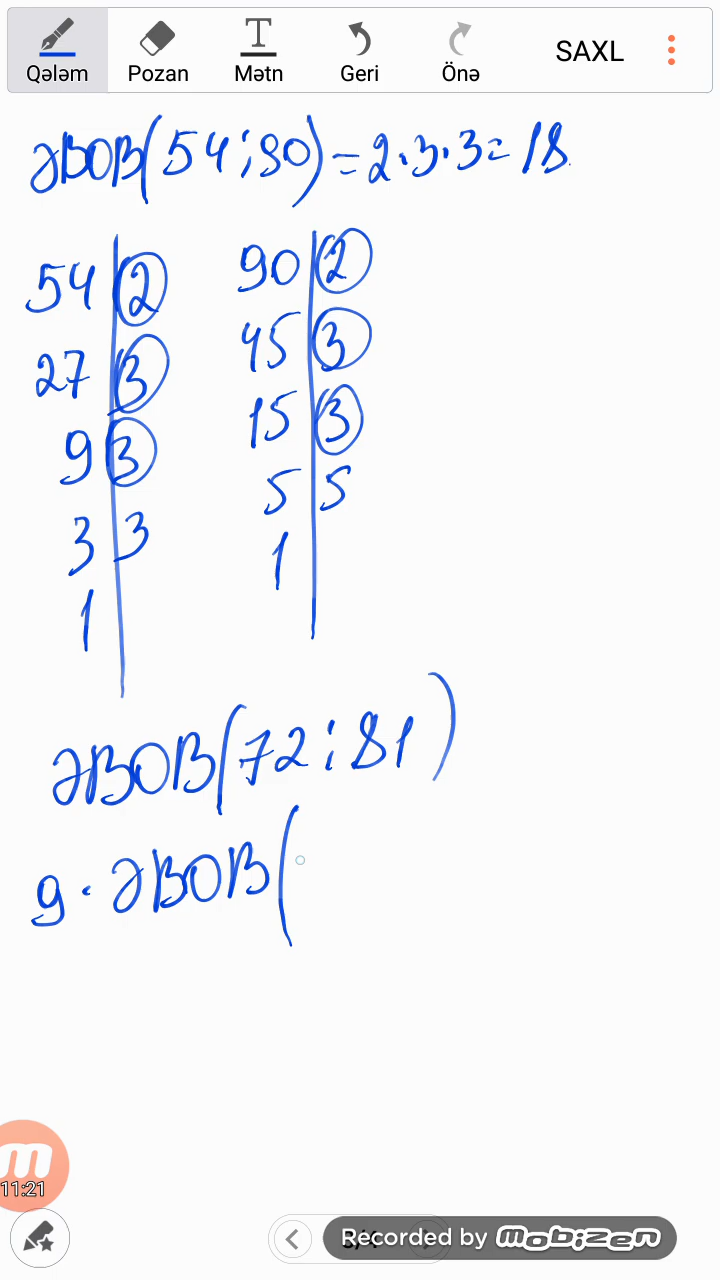 Qələm Pozan Mətn Geri Önə SAXL
ƏBOB(54;90)=2·3·3=18
54 2 90 2
27 3 45 3
9 3 15 3
3 3 5 5
1 1
ƏBOB(72;81)
9·ƏBOB(
11:21
Recorded by mobizen